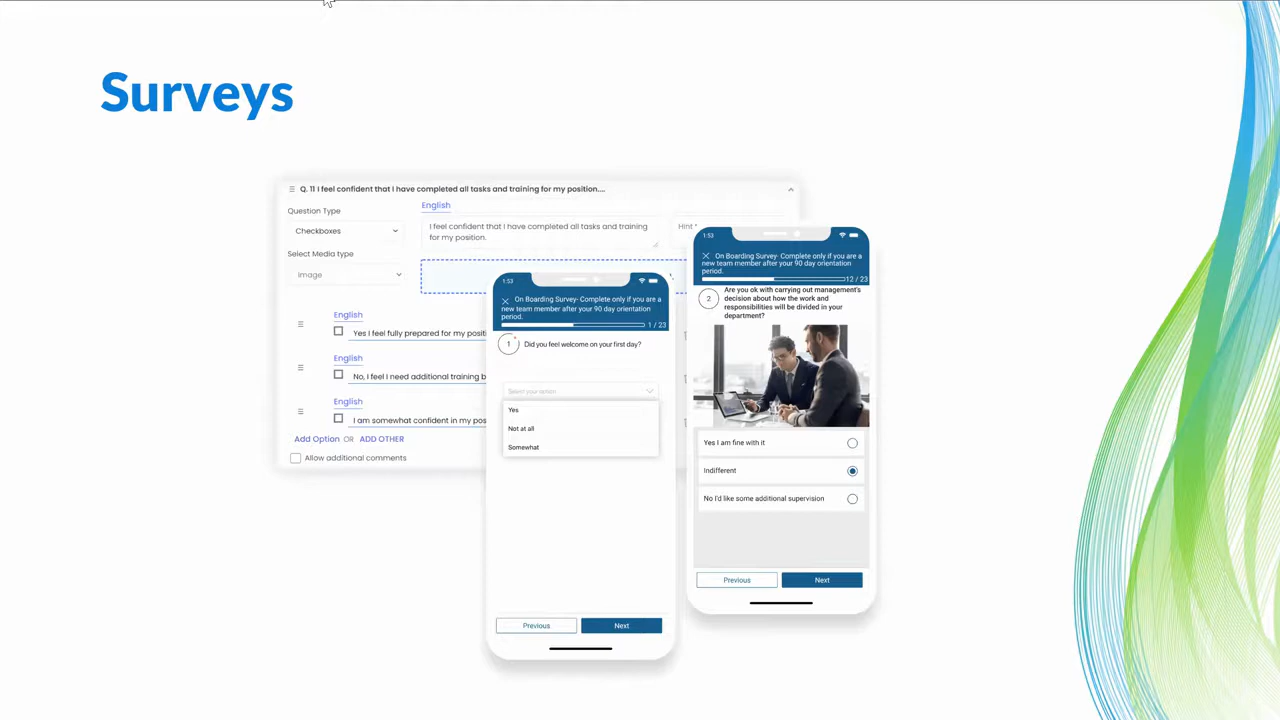 Surveys
Q. 11 I feel confident that I have completed all tasks and training for my position....
Question Type
English
Checkboxes
I feel confident that I have completed all tasks and training
for my position.
Hint *
Select Media type
Image
English
Yes I feel fully prepared for my positi
English
No, I feel I need additional training b
English
I am somewhat confident in my pos
Add Option OR ADD OTHER
Allow additional comments
1:53
On Boarding Survey- Complete only if you are a
new team member after your 90 day orientation
period.
1 / 23
1 * Did you feel welcome on your first day?
Select your option
Yes
Not at all
Somewhat
Previous
Next
1:53
On Boarding Survey- Complete only if you are a
new team member after your 90 day orientation
period.
12 / 23
2
Are you ok with carrying out management's
decision about how the work and
responsibilities will be divided in your
department?
Yes I am fine with it
Indifferent
No I'd like some additional supervision
Previous
Next